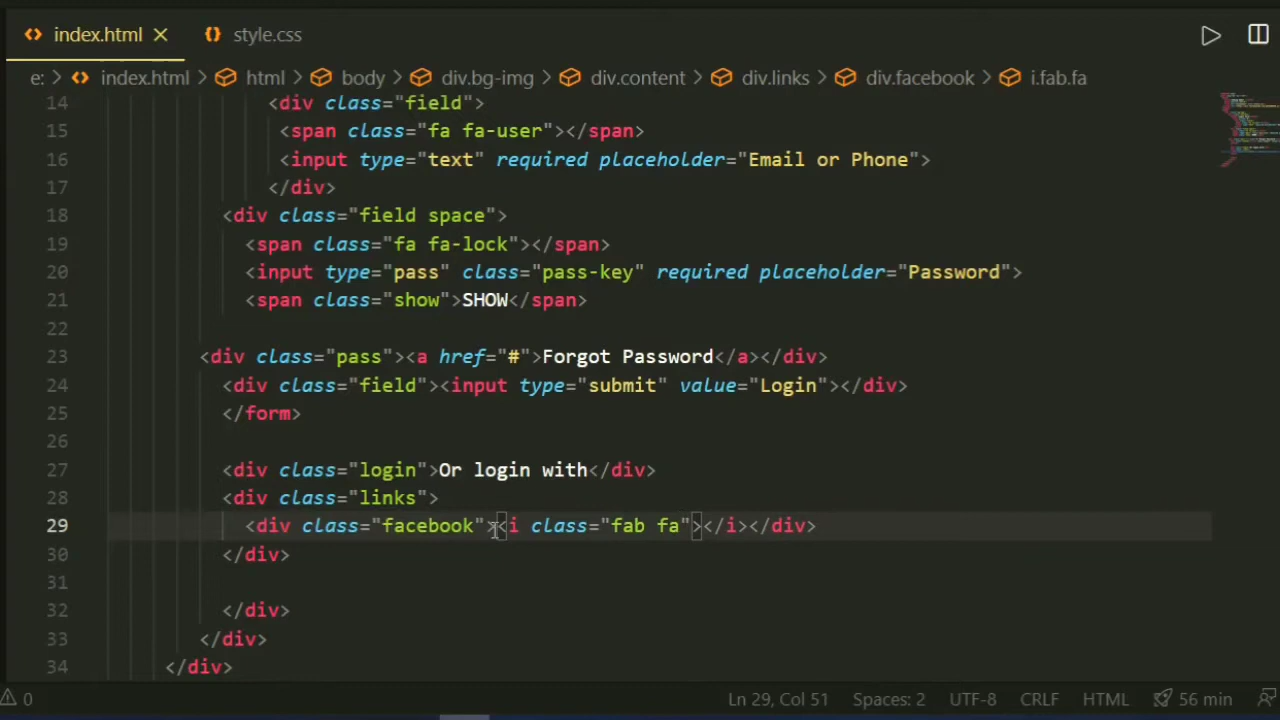 index.html style.css
e: > index.html > html > body > div.bg-img > div.content > div.links > div.facebook > i.fab.fa
14 <div class="field">
15 <span class="fa fa-user"></span>
16 <input type="text" required placeholder="Email or Phone">
17 </div>
18 <div class="field space">
19 <span class="fa fa-lock"></span>
20 <input type="pass" class="pass-key" required placeholder="Password">
21 <span class="show">SHOW</span>
22
23 <div class="pass"><a href="#">Forgot Password</a></div>
24 <div class="field"><input type="submit" value="Login"></div>
25 </form>
26
27 <div class="login">Or login with</div>
28 <div class="links">
29 <div class="facebook"><i class="fab fa"></i></div>
30 </div>
31
32 </div>
33 </div>
34 </div>
0 Ln 29, Col 51 Spaces: 2 UTF-8 CRLF HTML 56 min